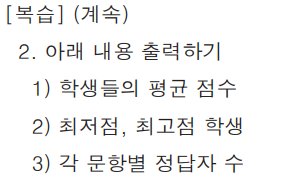 [복습] (계속)
2. 아래 내용 출력하기
1) 학생들의 평균 점수
2) 최저점, 최고점 학생
3) 각 문항별 정답자 수